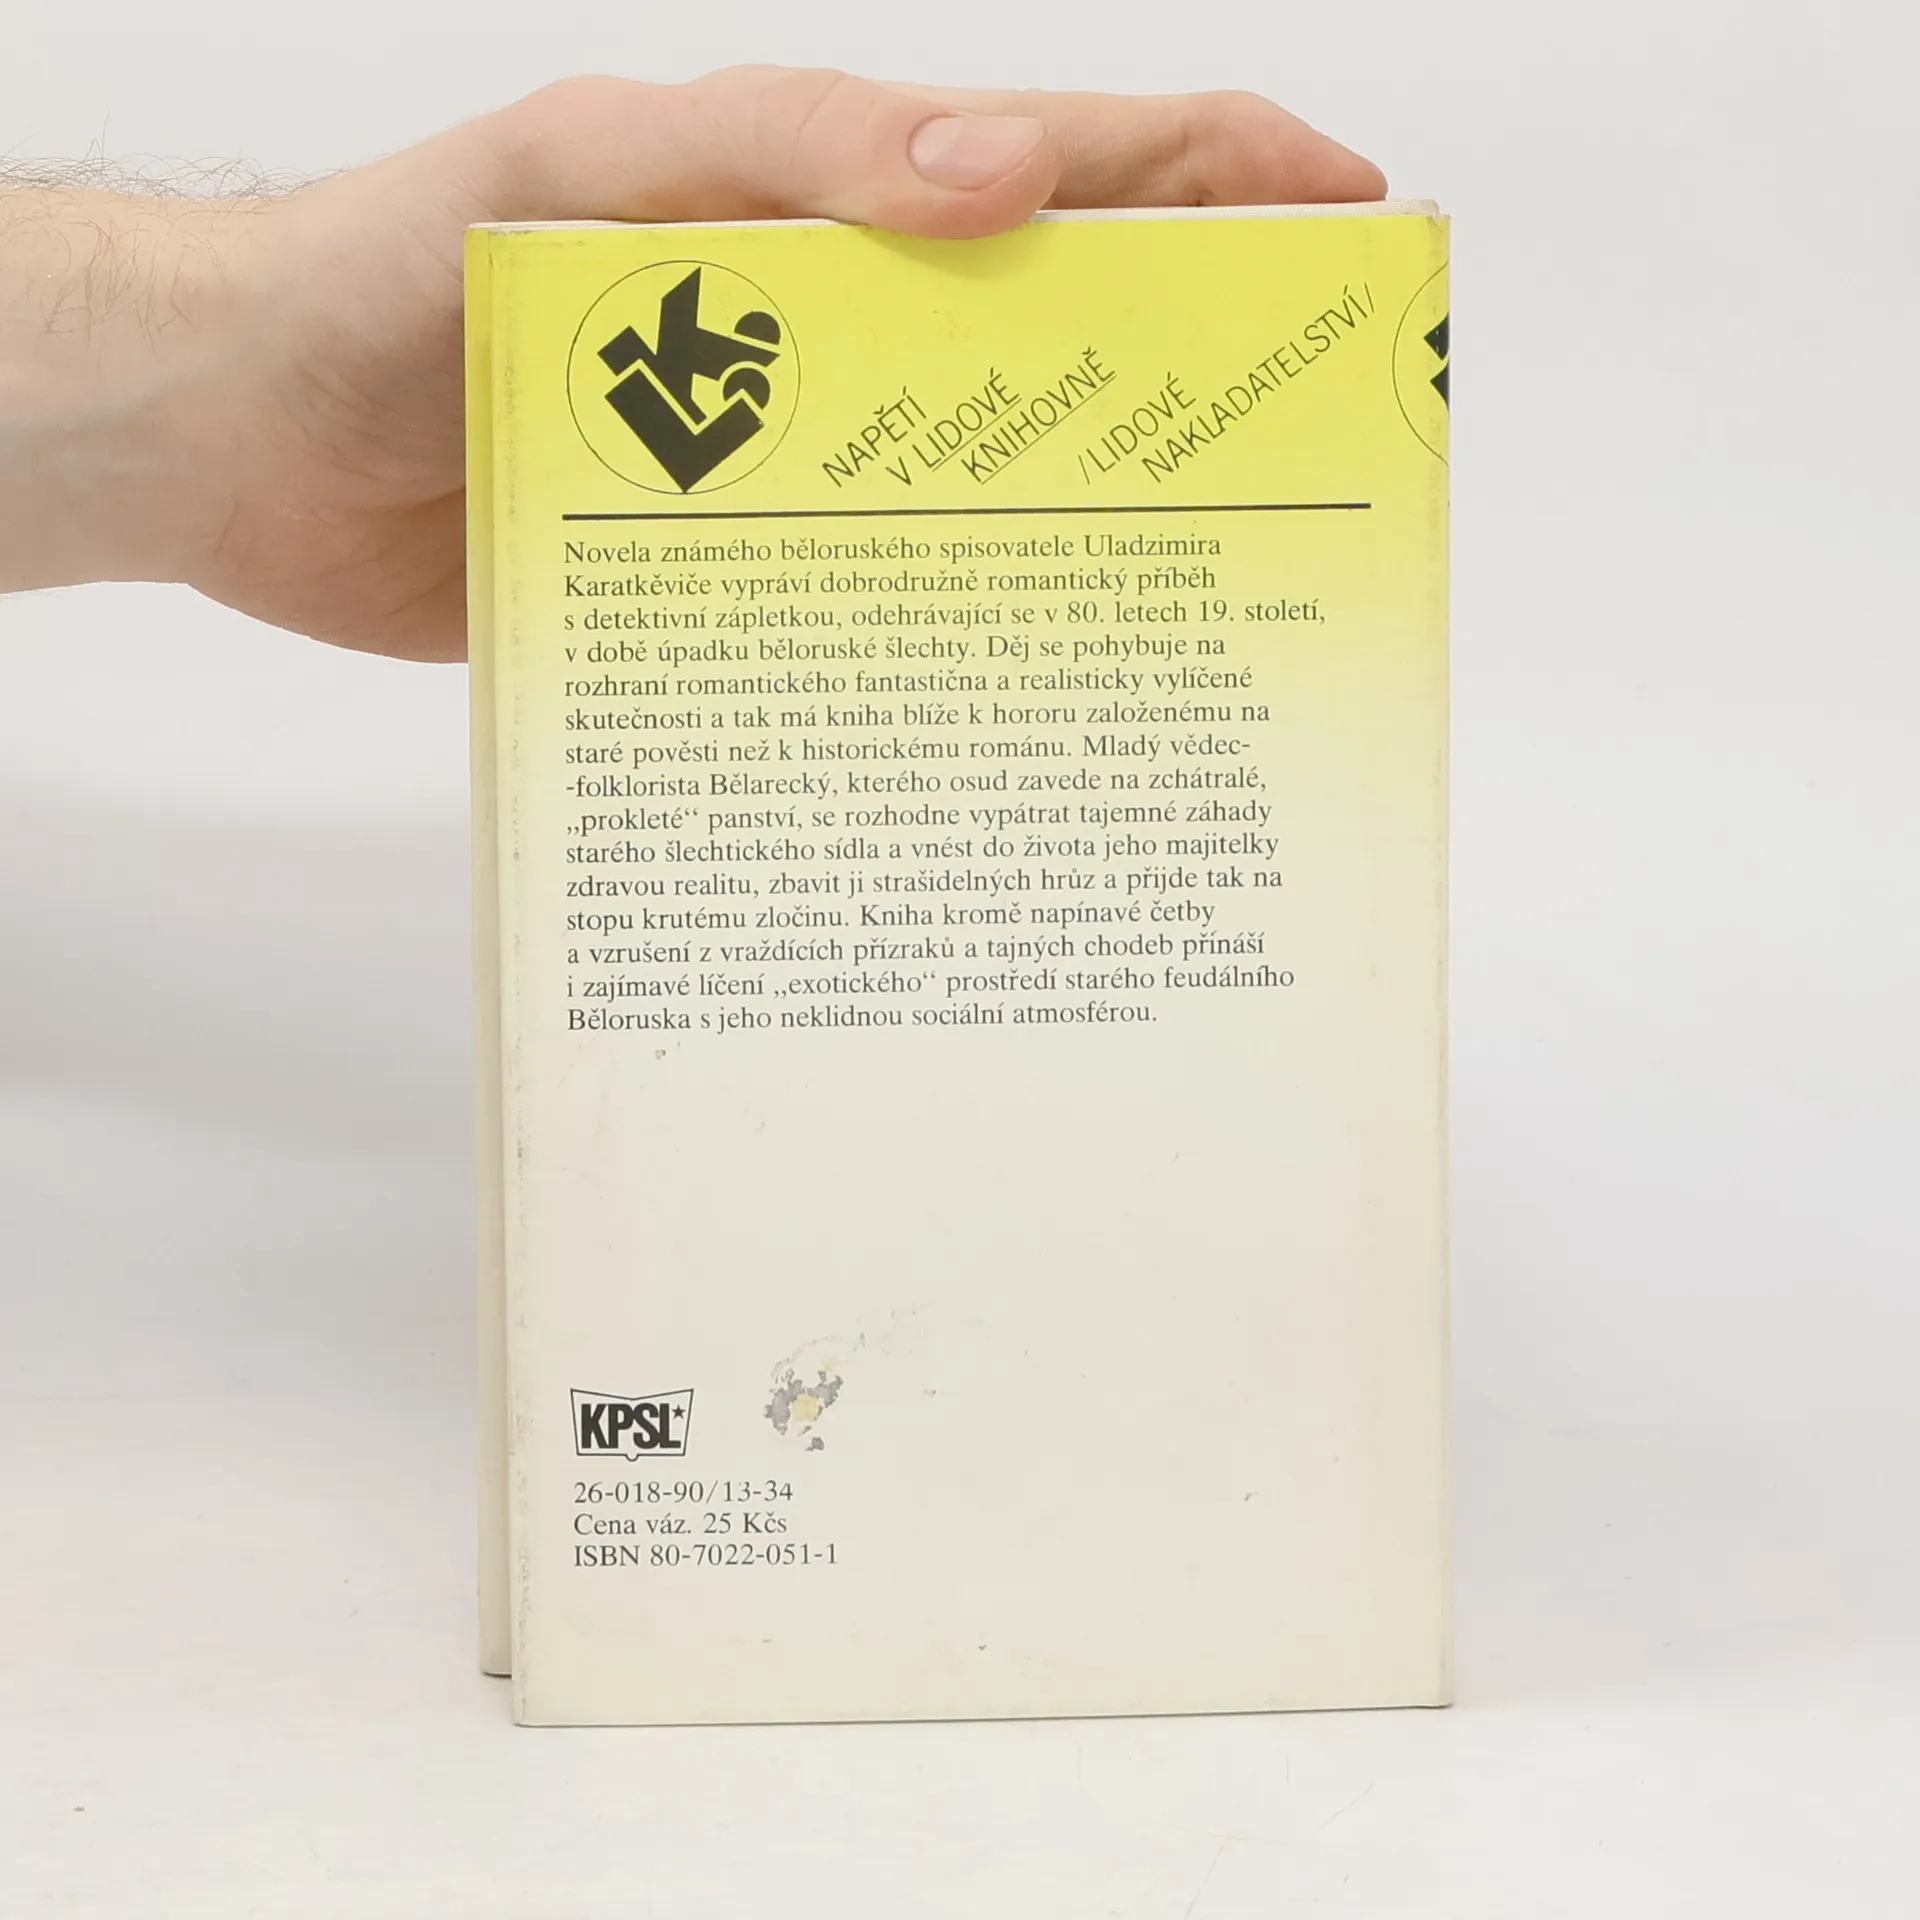 NAPĚTÍ
V LIDOVÉ
KNIHOVNĚ
/LIDOVÉ
NAKLADATELSTVÍ/
Novela známého běloruského spisovatele Uladzimira
Karatkěviče vypráví dobrodružně romantický příběh
s detektivní zápletkou, odehrávající se v 80. letech 19. století,
v době úpadku běloruské šlechty. Děj se pohybuje na
rozhraní romantického fantastična a realisticky vylíčené
skutečnosti a tak má kniha blíže k hororu založenému na
staré pověsti než k historickému románu. Mladý vědec-
-folklorista Bělarecký, kterého osud zavede na zchátralé,
„prokleté“ panství, se rozhodne vypátrat tajemné záhady
starého šlechtického sídla a vnést do života jeho majitelky
zdravou realitu, zbavit ji strašidelných hrůz a přijde tak na
stopu krutému zločinu. Kniha kromě napínavé četby
a vzrušení z vraždících přízraků a tajných chodeb přináší
i zajímavé líčení „exotického“ prostředí starého feudálního
Běloruska s jeho neklidnou sociální atmosférou.
KPSL*
26-018-90/13-34
Cena váz. 25 Kčs
ISBN 80-7022-051-1